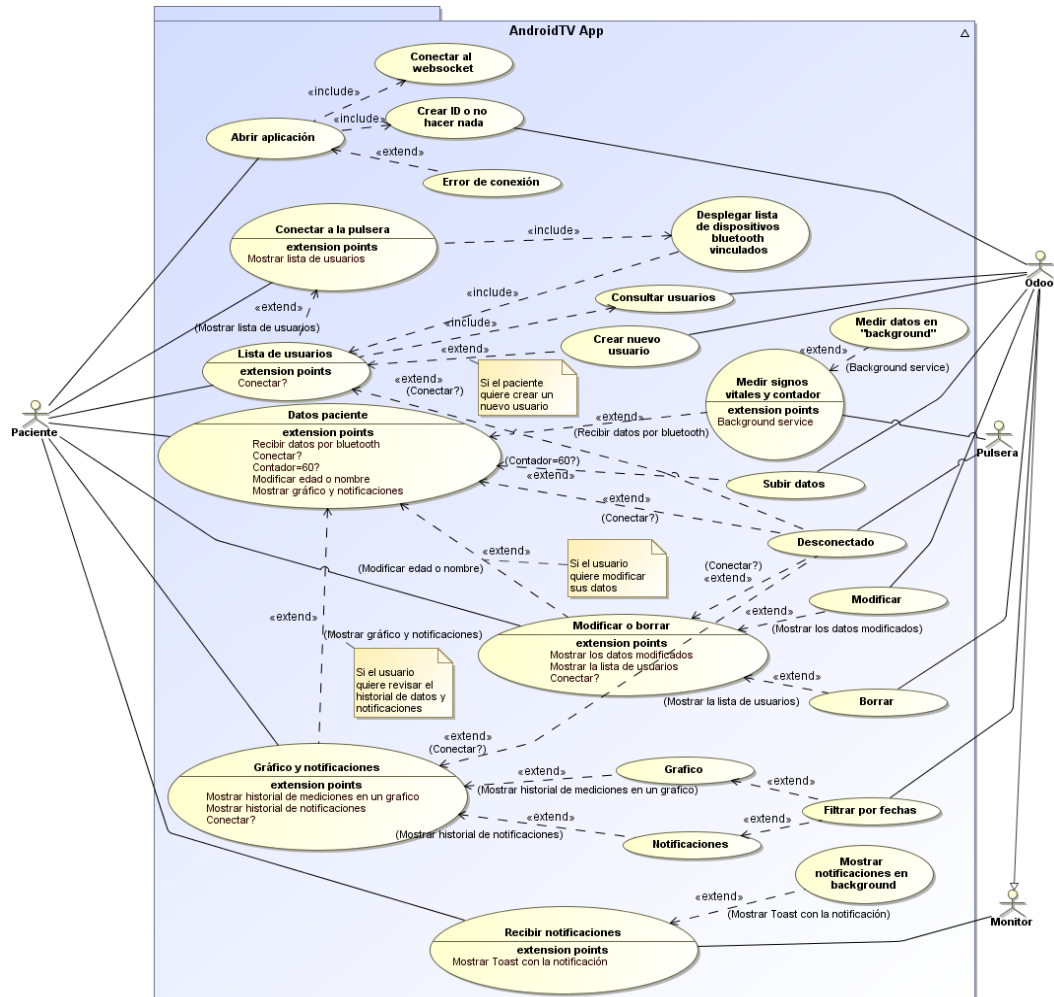 AndroidTV App
Conectar al
websocket
«include»
Crear ID o no
hacer nada
«include»
Abrir aplicación
«extend»
Error de conexión
Conectar a la pulsera
extension points
Mostrar lista de usuarios
«include»
Desplegar lista
de dispositivos
bluetooth
vinculados
Odoo
«extend»
(Mostrar lista de usuarios)
«include»
Consultar usuarios
«include»
Medir datos en
"background"
Lista de usuarios
extension points
Conectar?
«extend»
Crear nuevo
usuario
«extend»
(Background service)
Si el paciente
quiere crear un
nuevo usuario
«extend»
(Conectar?)
Medir signos
vitales y contador
extension points
Background service
Paciente
Datos paciente
extension points
Recibir datos por bluetooth
Conectar?
Contador=60?
Modificar edad o nombre
Mostrar gráfico y notificaciones
«extend»
(Recibir datos por bluetooth)
Pulsera
(Contador=60?)
«extend»
Subir datos
«extend»
(Conectar?)
Desconectado
«extend»
(Modificar edad o nombre)
Si el usuario
quiere modificar
sus datos
(Conectar?)
«extend»
Modificar
«extend»
(Mostrar los datos modificados)
«extend»
(Mostrar gráfico y notificaciones)
Modificar o borrar
extension points
Mostrar los datos modificados
Mostrar la lista de usuarios
Conectar?
Si el usuario
quiere revisar el
historial de datos y
notificaciones
«extend»
(Mostrar la lista de usuarios)
Borrar
«extend»
(Conectar?)
Gráfico y notificaciones
extension points
Mostrar historial de mediciones en un grafico
Mostrar historial de notificaciones
Conectar?
«extend»
(Mostrar historial de mediciones en un grafico)
Grafico
«extend»
Filtrar por fechas
«extend»
«extend»
(Mostrar historial de notificaciones)
Notificaciones
Mostrar
notificaciones en
background
«extend»
(Mostrar Toast con la notificación)
Monitor
Recibir notificaciones
extension points
Mostrar Toast con la notificación